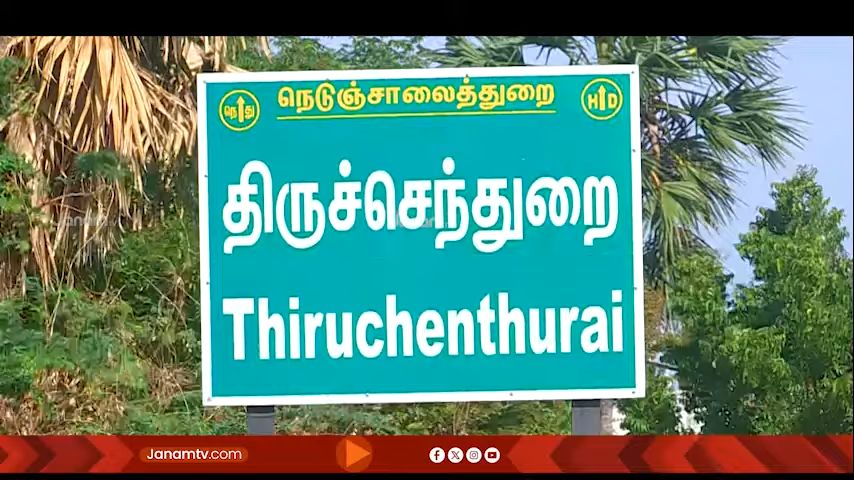 நெடுஞ்சாலைத்துறை
நெ து
H D
திருச்செந்துறை
Thiruchenthurai
Janamtv.com